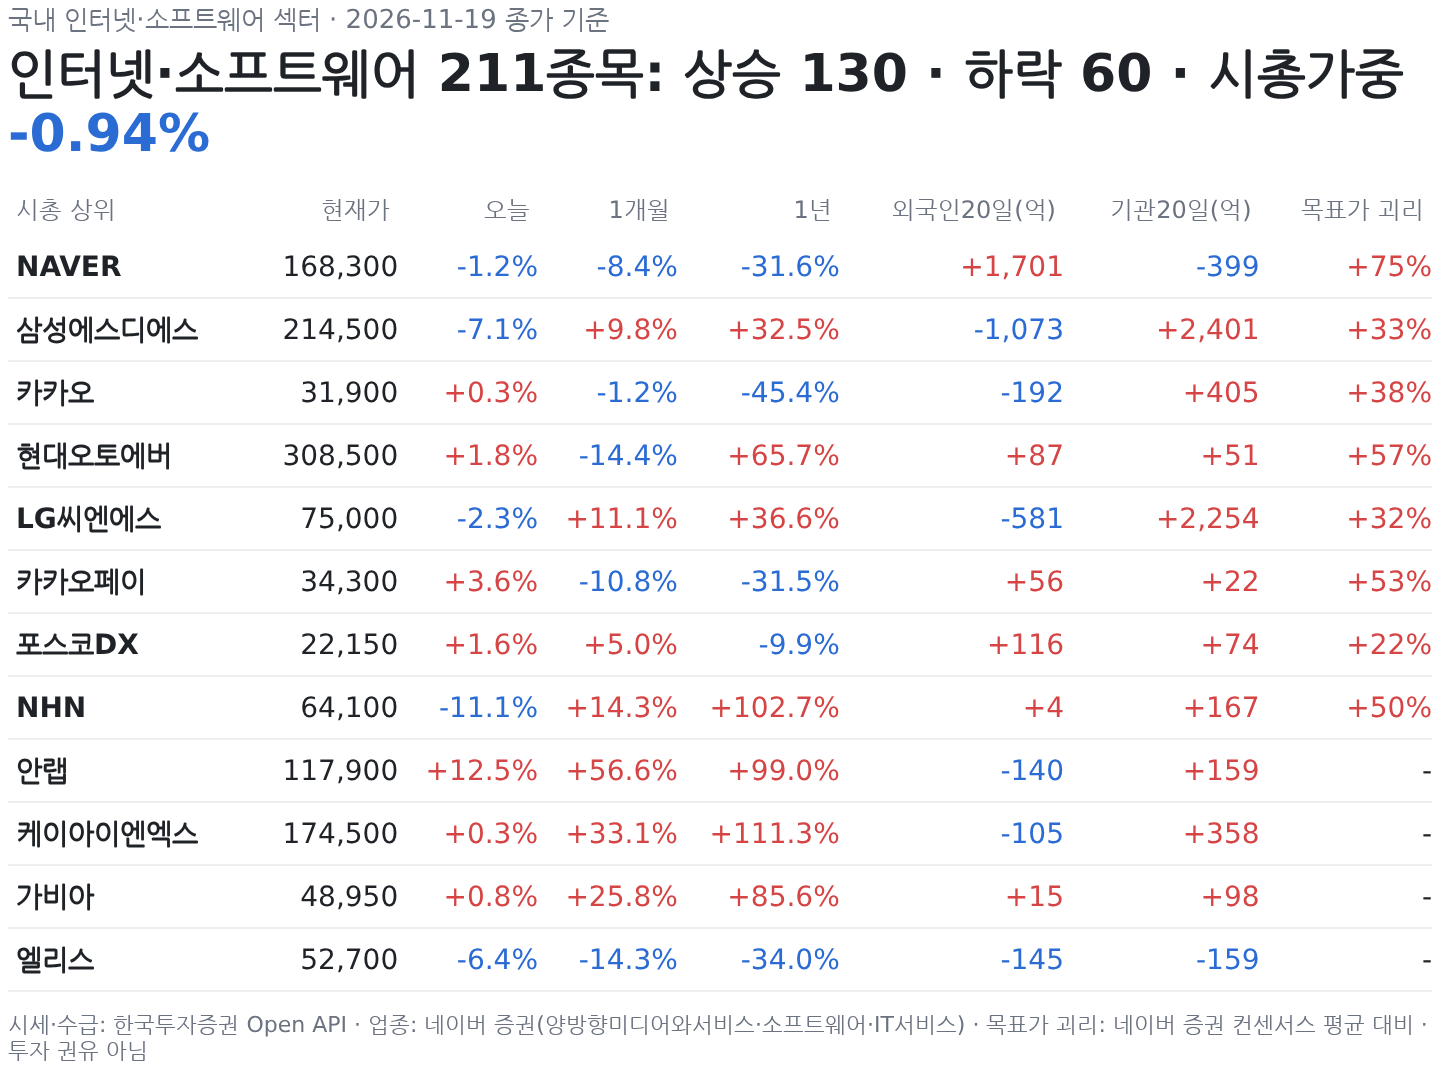 국내 인터넷·소프트웨어 섹터 · 2026-11-19 종가 기준
인터넷·소프트웨어 211종목: 상승 130 · 하락 60 · 시총가중
-0.94%
시총 상위 현재가 오늘 1개월 1년 외국인20일(억) 기관20일(억) 목표가 괴리
NAVER 168,300 -1.2% -8.4% -31.6% +1,701 -399 +75%
삼성에스디에스 214,500 -7.1% +9.8% +32.5% -1,073 +2,401 +33%
카카오 31,900 +0.3% -1.2% -45.4% -192 +405 +38%
현대오토에버 308,500 +1.8% -14.4% +65.7% +87 +51 +57%
LG씨엔에스 75,000 -2.3% +11.1% +36.6% -581 +2,254 +32%
카카오페이 34,300 +3.6% -10.8% -31.5% +56 +22 +53%
포스코DX 22,150 +1.6% +5.0% -9.9% +116 +74 +22%
NHN 64,100 -11.1% +14.3% +102.7% +4 +167 +50%
안랩 117,900 +12.5% +56.6% +99.0% -140 +159 -
케이아이엔엑스 174,500 +0.3% +33.1% +111.3% -105 +358 -
가비아 48,950 +0.8% +25.8% +85.6% +15 +98 -
엘리스 52,700 -6.4% -14.3% -34.0% -145 -159 -
시세·수급: 한국투자증권 Open API · 업종: 네이버 증권(양방향미디어와서비스·소프트웨어·IT서비스) · 목표가 괴리: 네이버 증권 컨센서스 평균 대비 ·
투자 권유 아님